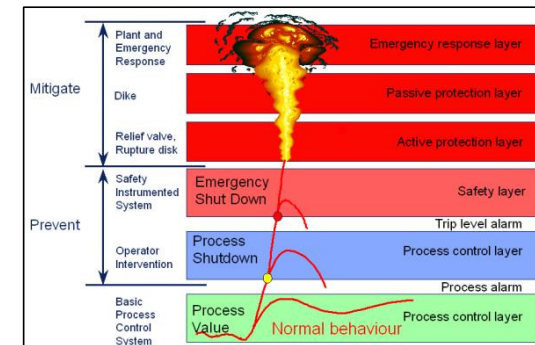 Mitigate
Prevent
Plant and
Emergency
Response
Dike
Relief valve,
Rupture disk
Safety
Instrumented
System
Operator
Intervention
Basic
Process
Control
System
Emergency response layer
Passive protection layer
Active protection layer
Emergency
Shut Down
Safety layer
Trip level alarm
Process
Shutdown
Process control layer
Process alarm
Process
Value
Normal behaviour
Process control layer